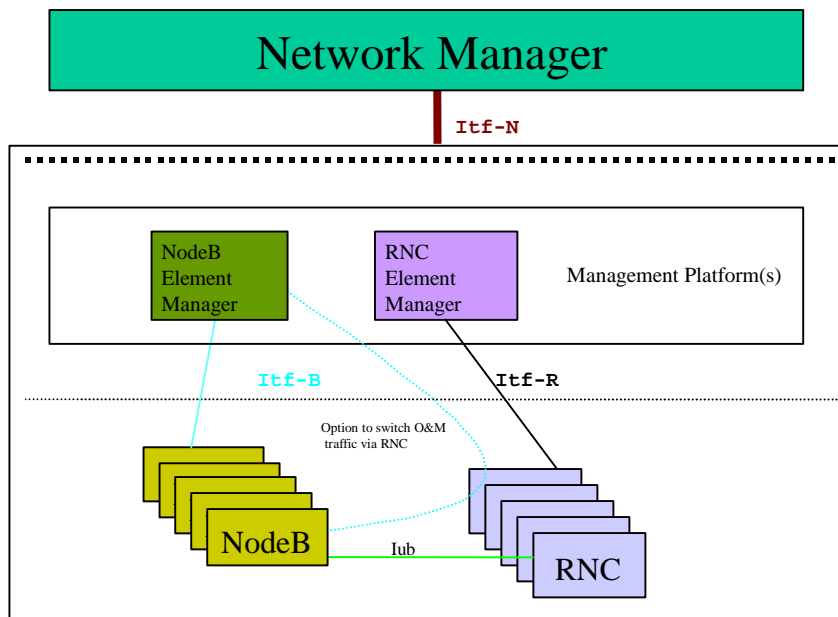 Network Manager
Itf-N
NodeB
Element
Manager
RNC
Element
Manager
Management Platform(s)
Itf-B
Itf-R
Option to switch O&M
traffic via RNC
NodeB
Iub
RNC